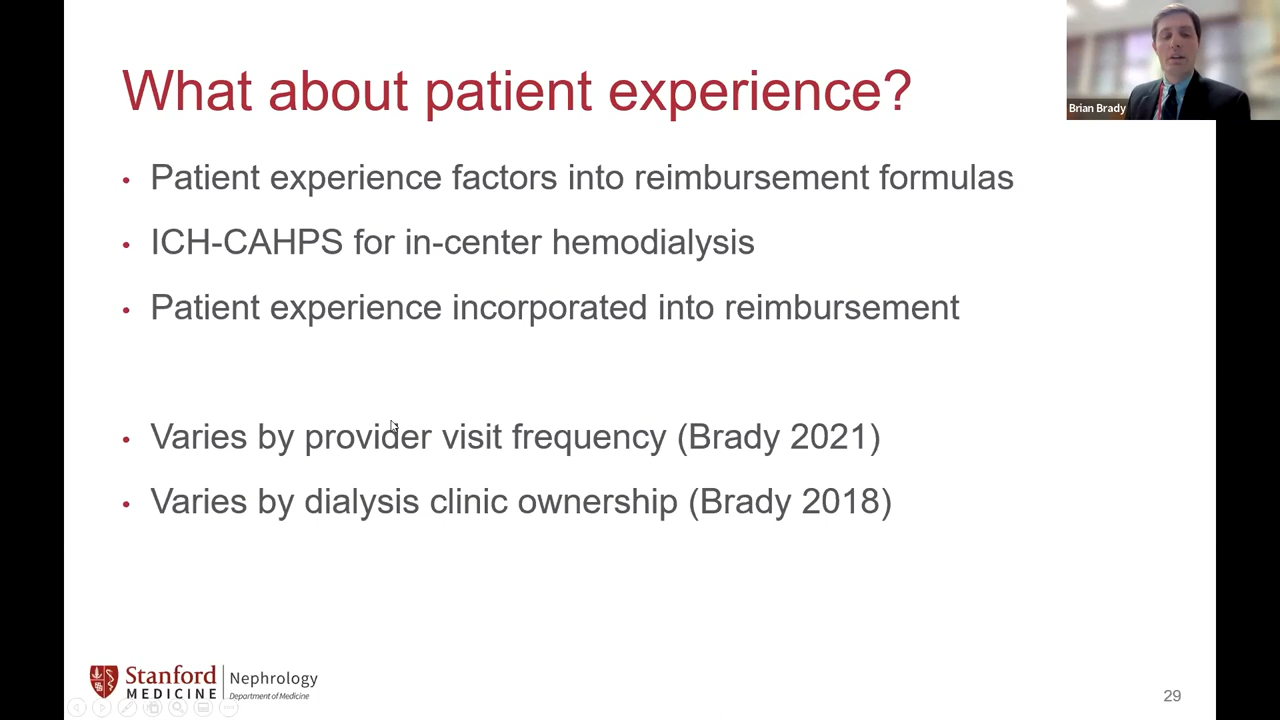 What about patient experience?
Brian Brady
• Patient experience factors into reimbursement formulas
• ICH-CAHPS for in-center hemodialysis
• Patient experience incorporated into reimbursement
• Varies by provider visit frequency (Brady 2021)
• Varies by dialysis clinic ownership (Brady 2018)
Stanford
MEDICINE
Nephrology
Department of Medicine
29